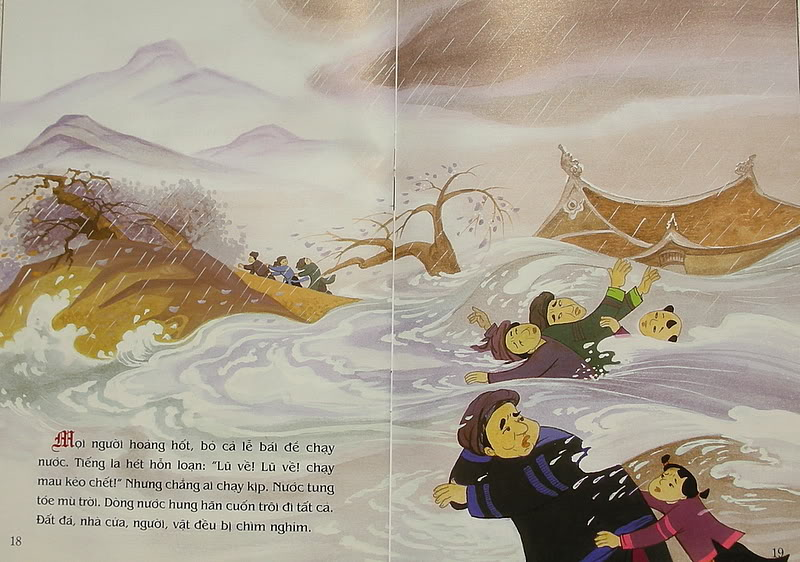 Mọi người hoảng hốt, bỏ cả lễ bái để chạy
nước. Tiếng la hét hỗn loạn: "Lũ về! Lũ về! chạy
mau kẻo chết!" Nhưng chẳng ai chạy kịp. Nước tung
tóe mù trời. Dòng nước hung hãn cuốn trôi đi tất cả.
Đất đá, nhà cửa, người, vật đều bị chìm nghỉm.
18
19